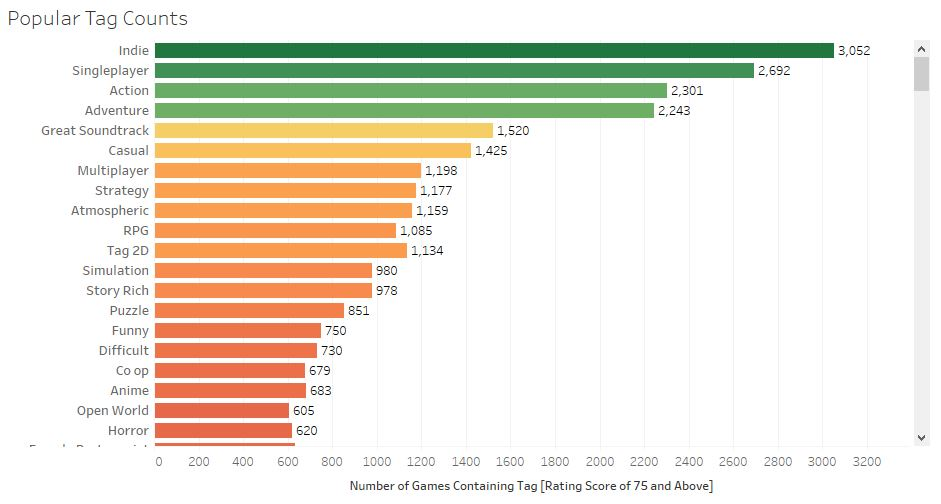 Popular Tag Counts
Indie 3,052
Singleplayer 2,692
Action 2,301
Adventure 2,243
Great Soundtrack 1,520
Casual 1,425
Multiplayer 1,198
Strategy 1,177
Atmospheric 1,159
RPG 1,085
Tag 2D 1,134
Simulation 980
Story Rich 978
Puzzle 851
Funny 750
Difficult 730
Co op 679
Anime 683
Open World 605
Horror 620
0 200 400 600 800 1000 1200 1400 1600 1800 2000 2200 2400 2600 2800 3000 3200
Number of Games Containing Tag [Rating Score of 75 and Above]